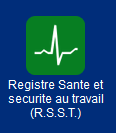 Registre Sante et
securite au travail
(R.S.S.T.)